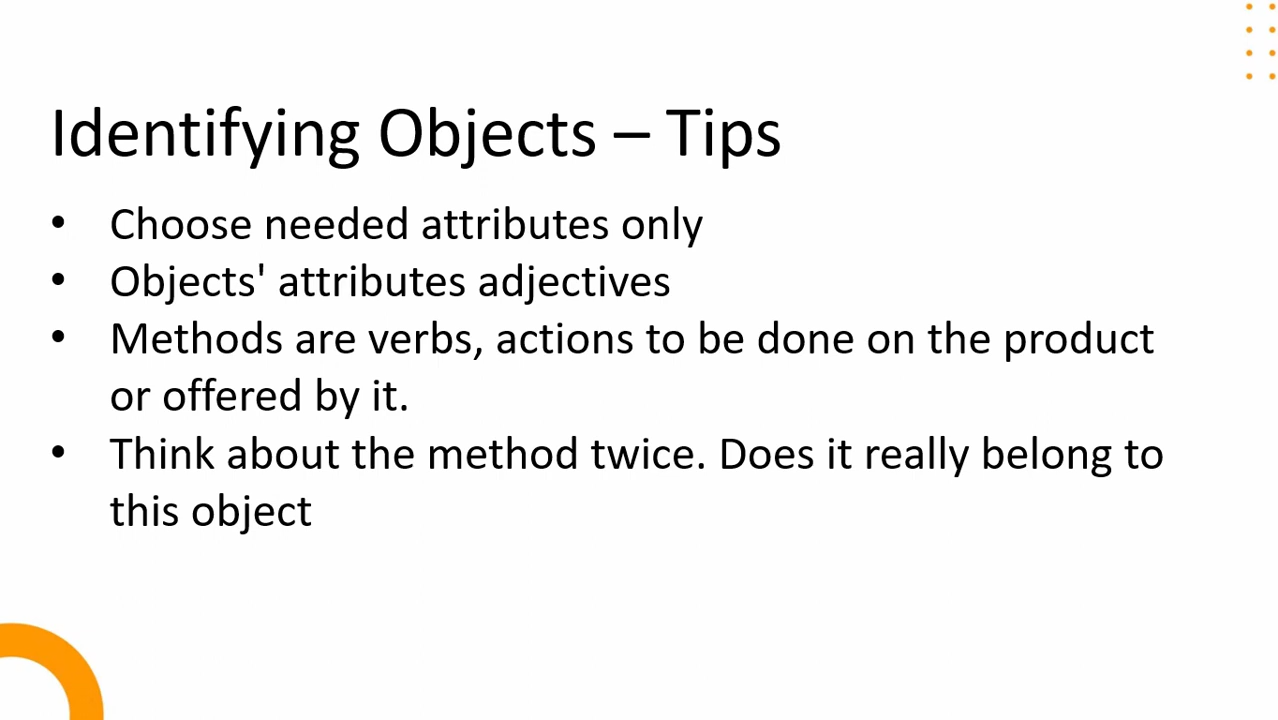 Identifying Objects – Tips
• Choose needed attributes only
• Objects' attributes adjectives
• Methods are verbs, actions to be done on the product
or offered by it.
• Think about the method twice. Does it really belong to
this object